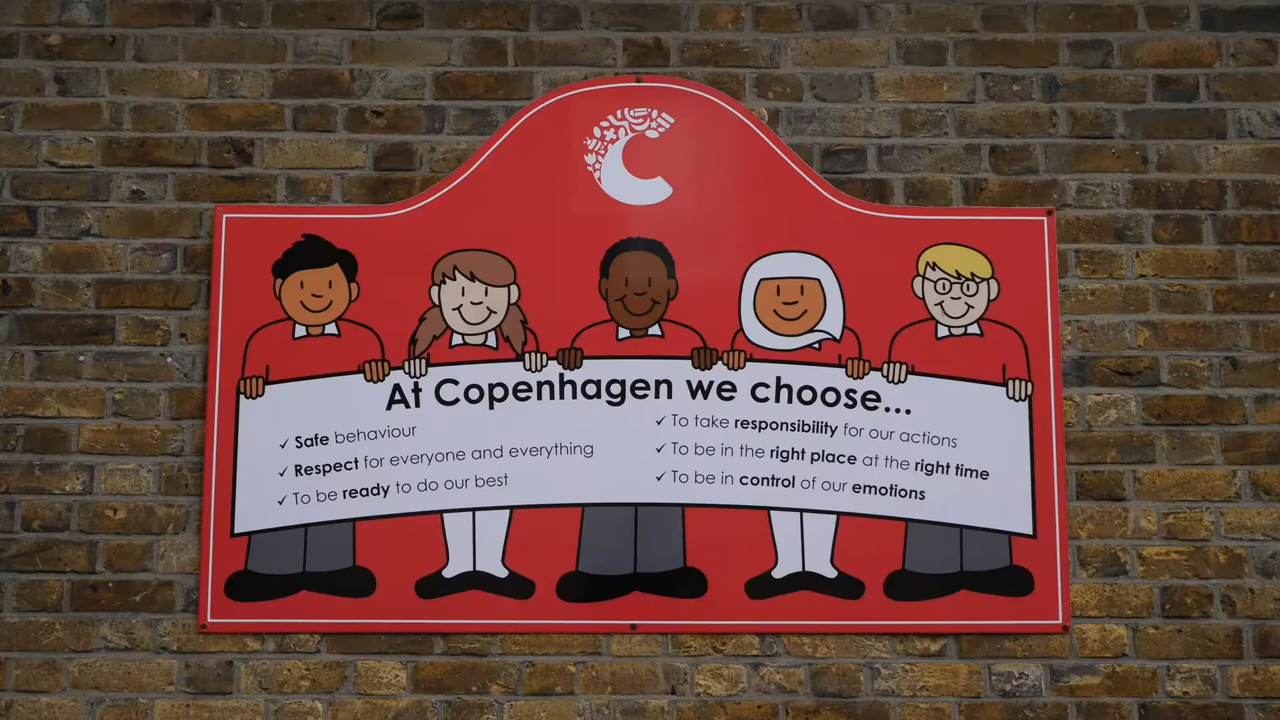 C
At Copenhagen we choose...
✓ Safe behaviour
✓ Respect for everyone and everything
✓ To be ready to do our best
✓ To take responsibility for our actions
✓ To be in the right place at the right time
✓ To be in control of our emotions